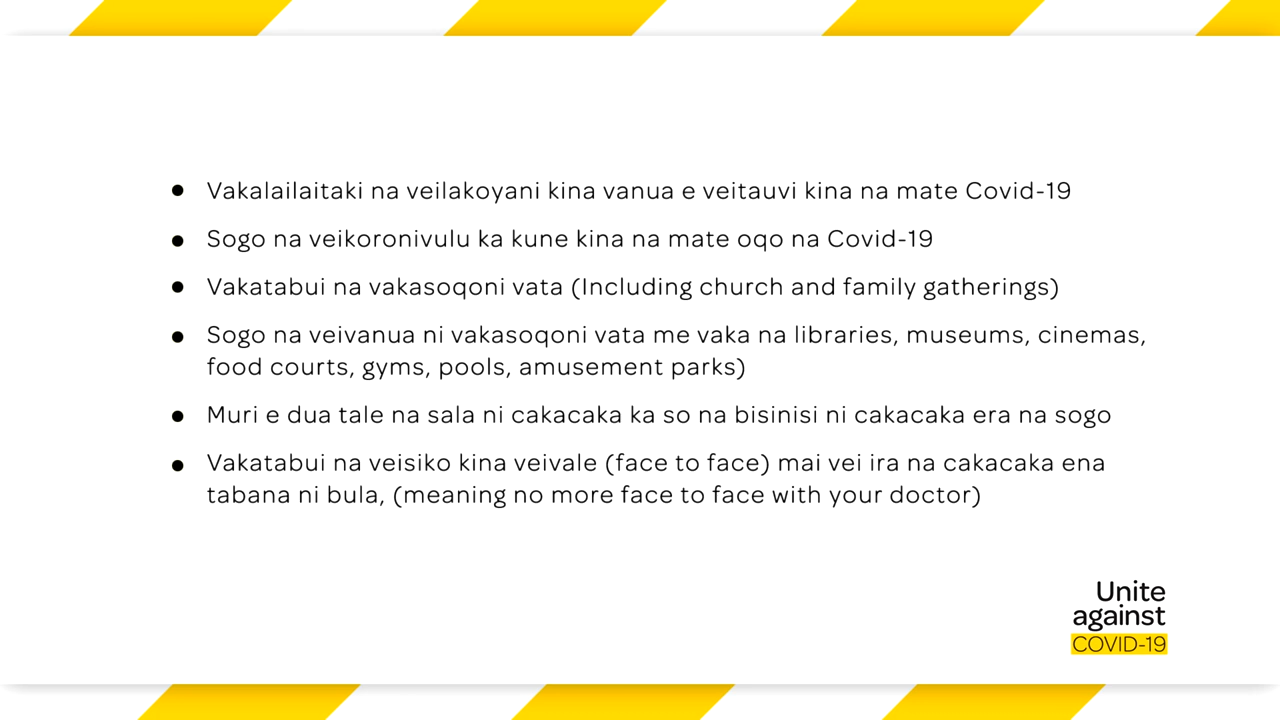 ● Vakalailaitaki na veilakoyani kina vanua e veitauvi kina na mate Covid-19
● Sogo na veikoronivulu ka kune kina na mate oqo na Covid-19
● Vakatabui na vakasoqoni vata (Including church and family gatherings)
● Sogo na veivanua ni vakasoqoni vata me vaka na libraries, museums, cinemas,
food courts, gyms, pools, amusement parks)
● Muri e dua tale na sala ni cakacaka ka so na bisinisi ni cakacaka era na sogo
● Vakatabui na veisiko kina veivale (face to face) mai vei ira na cakacaka ena
tabana ni bula, (meaning no more face to face with your doctor)
Unite
against
COVID-19